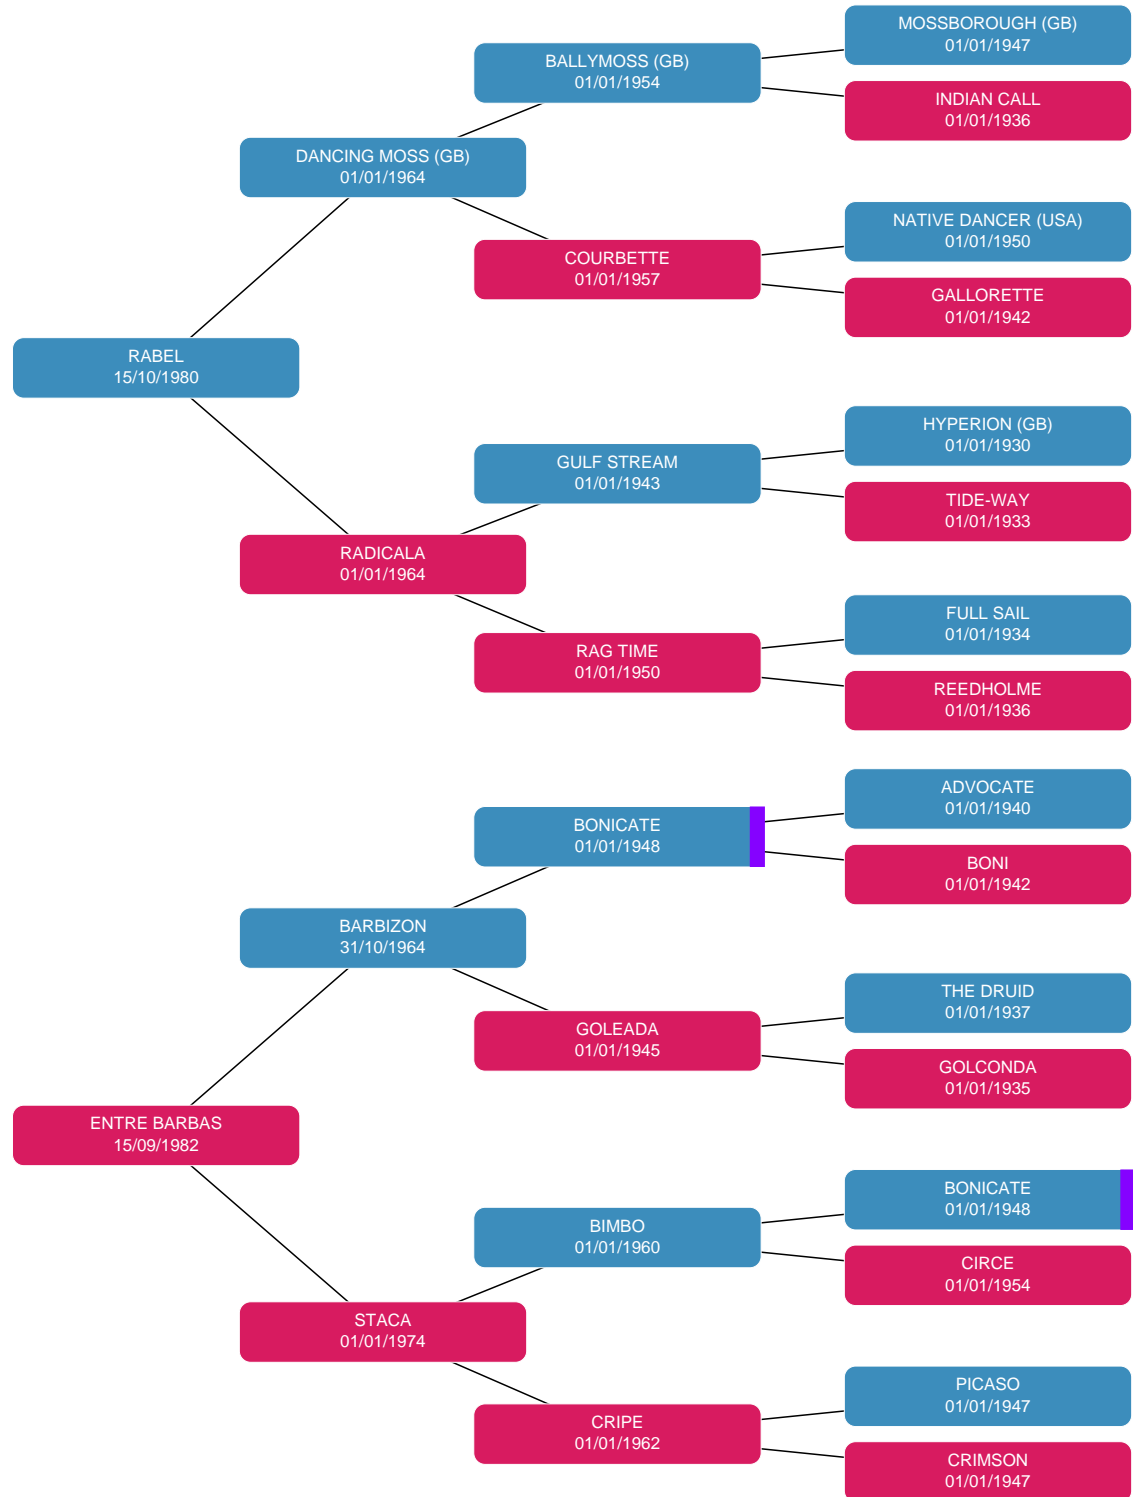 MOSSBOROUGH (GB)
01/01/1947
BALLYMOSS (GB)
01/01/1954
INDIAN CALL
01/01/1936
DANCING MOSS (GB)
01/01/1964
NATIVE DANCER (USA)
01/01/1950
COURBETTE
01/01/1957
GALLORETTE
01/01/1942
RABEL
15/10/1980
HYPERION (GB)
01/01/1930
GULF STREAM
01/01/1943
TIDE-WAY
01/01/1933
RADICALA
01/01/1964
FULL SAIL
01/01/1934
RAG TIME
01/01/1950
REEDHOLME
01/01/1936
ADVOCATE
01/01/1940
BONICATE
01/01/1948
BONI
01/01/1942
BARBIZON
31/10/1964
THE DRUID
01/01/1937
GOLEADA
01/01/1945
GOLCONDA
01/01/1935
ENTRE BARBAS
15/09/1982
BONICATE
01/01/1948
BIMBO
01/01/1960
CIRCE
01/01/1954
STACA
01/01/1974
PICASO
01/01/1947
CRIPE
01/01/1962
CRIMSON
01/01/1947